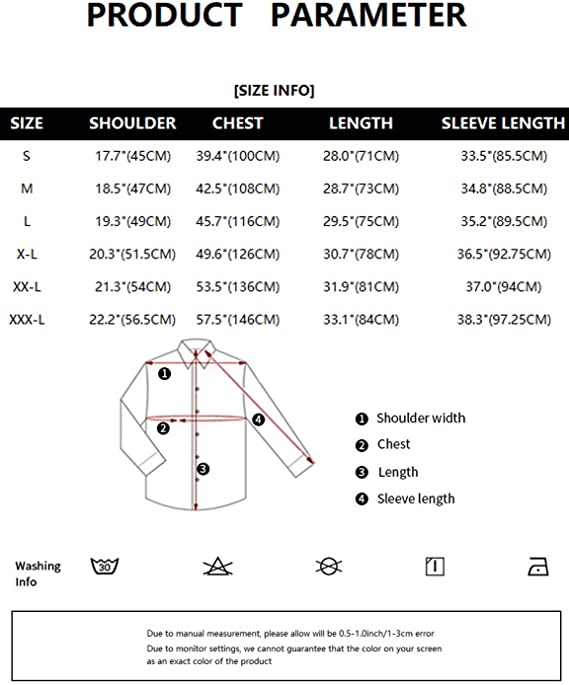 PRODUCT PARAMETER
[SIZE INFO]
SIZE SHOULDER CHEST LENGTH SLEEVE LENGTH
S 17.7"(45CM) 39.4"(100CM) 28.0"(71CM) 33.5"(85.5CM)
M 18.5"(47CM) 42.5"(108CM) 28.7"(73CM) 34.8"(88.5CM)
L 19.3"(49CM) 45.7"(116CM) 29.5"(75CM) 35.2"(89.5CM)
X-L 20.3"(51.5CM) 49.6"(126CM) 30.7"(78CM) 36.5"(92.75CM)
XX-L 21.3"(54CM) 53.5"(136CM) 31.9"(81CM) 37.0"(94CM)
XXX-L 22.2"(56.5CM) 57.5"(146CM) 33.1"(84CM) 38.3"(97.25CM)
1
2
3
4
1 Shoulder width
2 Chest
3 Length
4 Sleeve length
Washing
Info
30
Due to manual measurement, please allow will be 0.5-1.0inch/1-3cm error
Due to monitor settings, we cannot guarantee that the color on your screen
as an exact color of the product